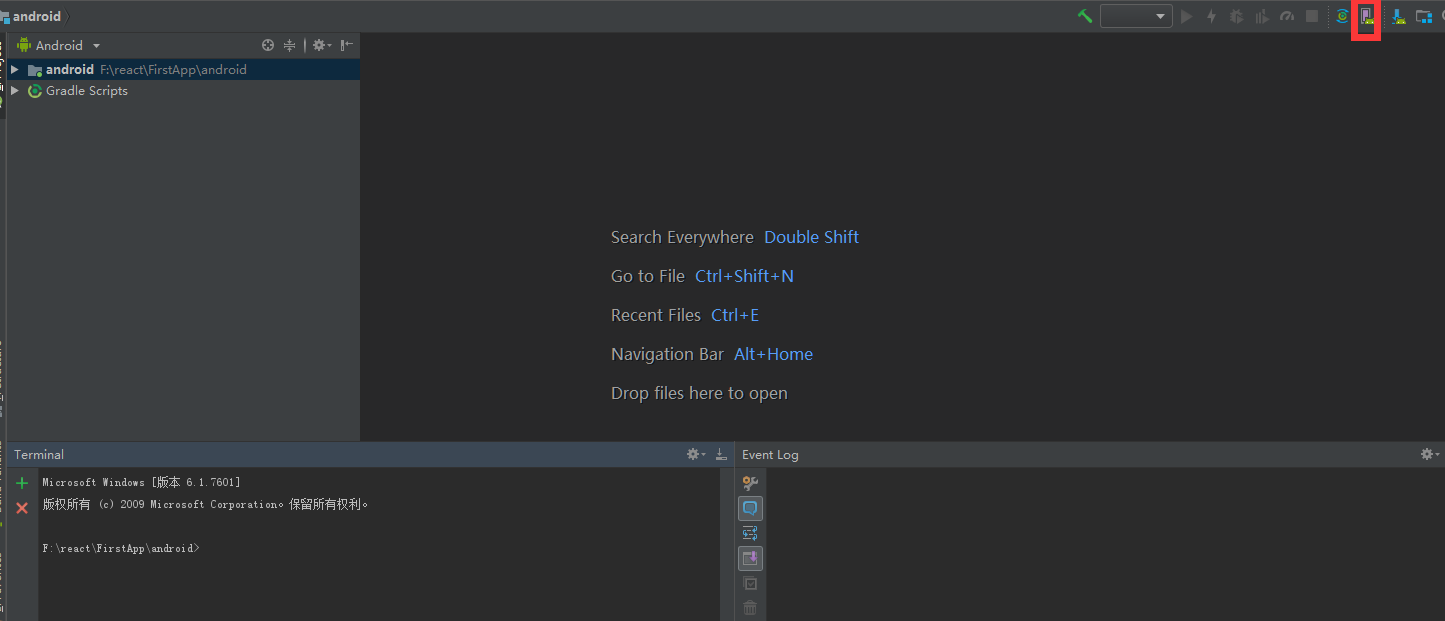 android
Android
android F:\react\FirstApp\android
Gradle Scripts
Search Everywhere Double Shift
Go to File Ctrl+Shift+N
Recent Files Ctrl+E
Navigation Bar Alt+Home
Drop files here to open
Terminal
Event Log
Microsoft Windows [版本 6.1.7601]
版权所有 (c) 2009 Microsoft Corporation。保留所有权利。
F:\react\FirstApp\android>